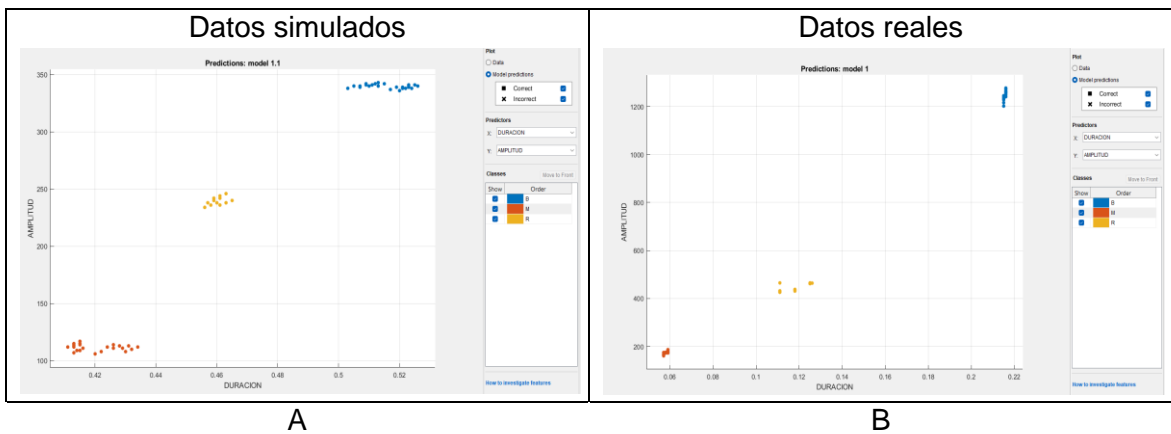 Datos simulados
Predictions: model 1.1
350
300
250
200
150
100
0.42
0.44
0.46
0.48
0.5
0.52
AMPLITUD
DURACION
Plot
Data
Model predictions
Correct
Incorrect
Predictors
X: DURACION
Y: AMPLITUD
Classes Move to Front
Show Order
B
M
R
How to investigate features
A
Datos reales
Predictions: model 1
1200
1000
800
600
400
200
0.06
0.08
0.1
0.12
0.14
0.16
0.18
0.2
0.22
AMPLITUD
DURACION
Plot
Data
Model predictions
Correct
Incorrect
Predictors
X: DURACION
Y: AMPLITUD
Classes Move to Front
Show Order
B
M
R
How to investigate features
B